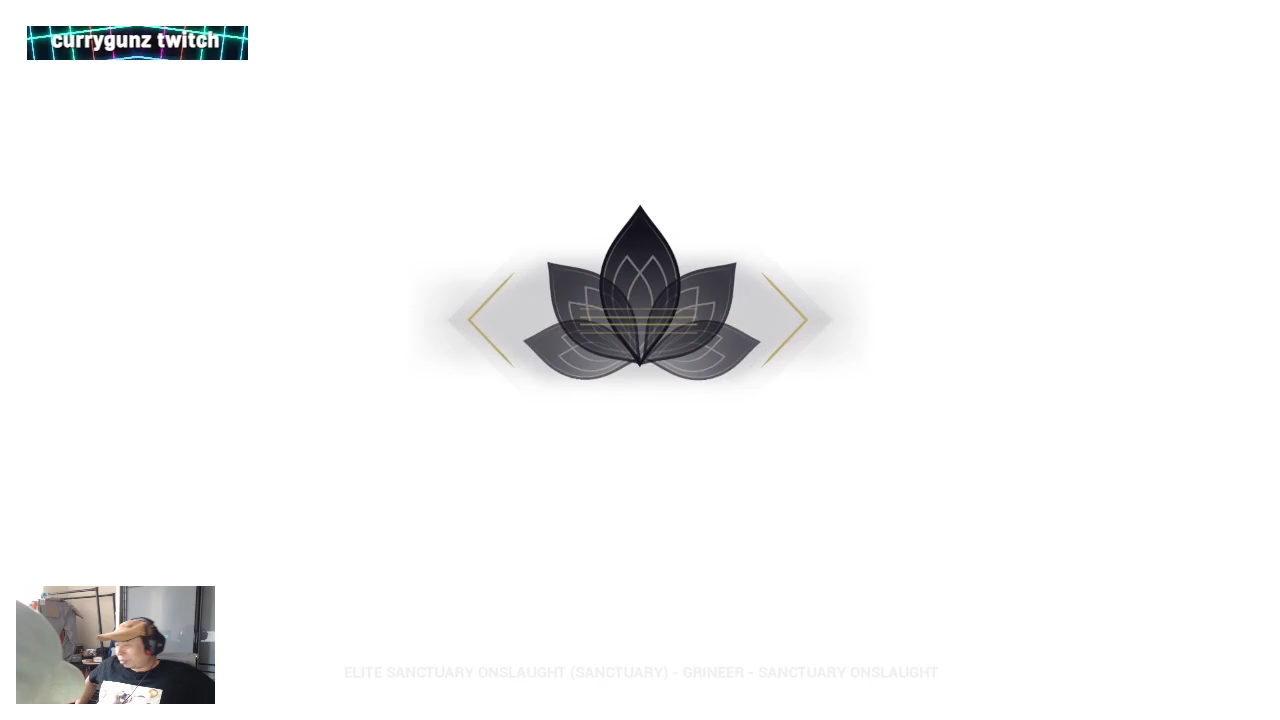 currygunz twitch
ELITE SANCTUARY ONSLAUGHT (SANCTUARY) - GRINEER - SANCTUARY ONSLAUGHT